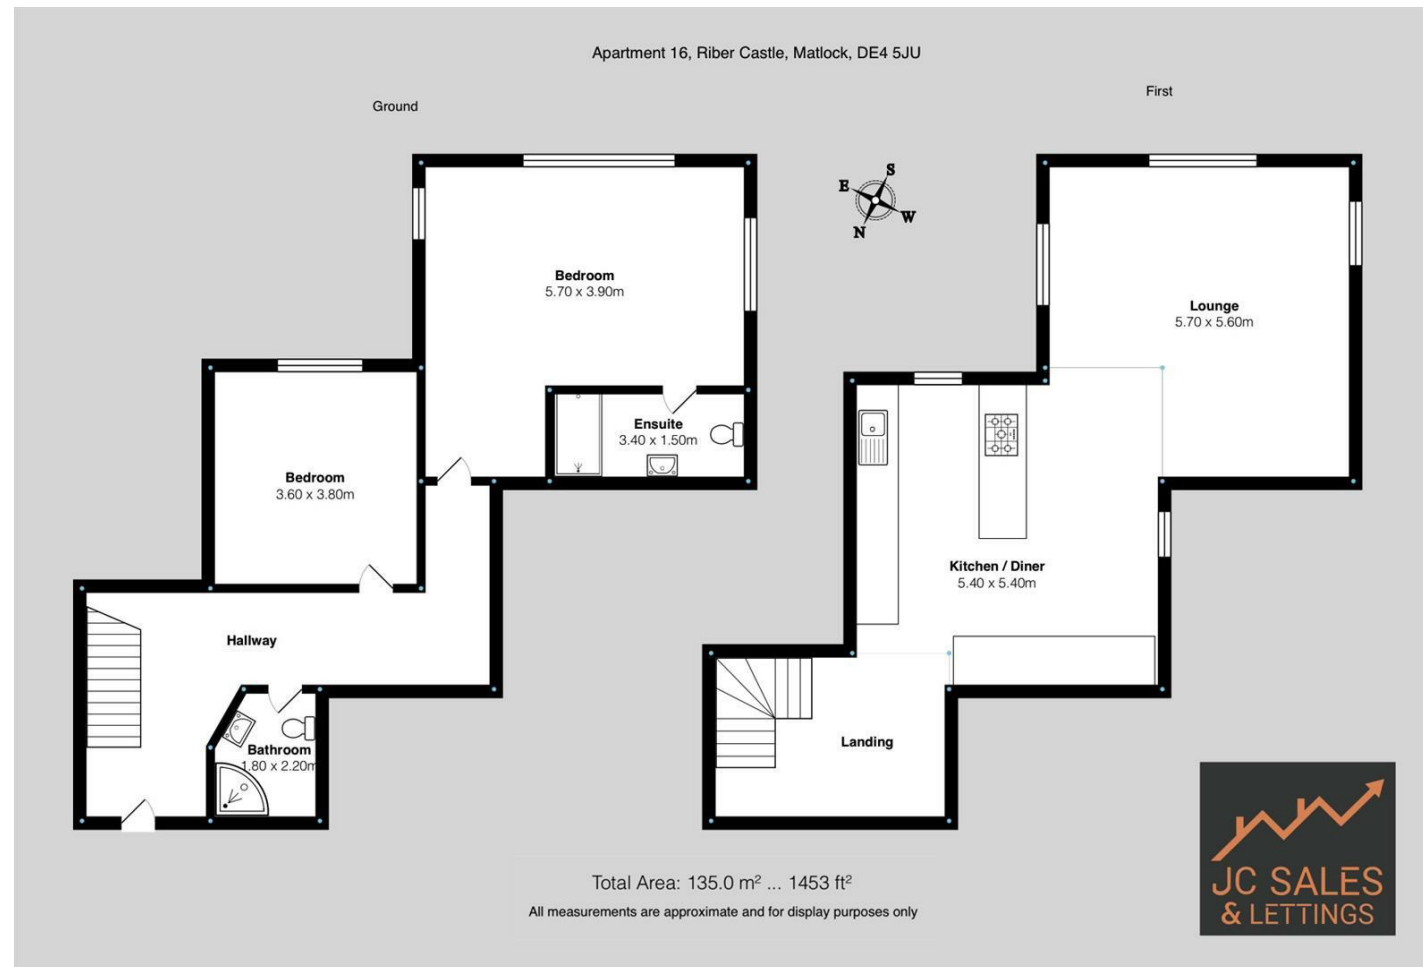 Apartment 16, Riber Castle, Matlock, DE4 5JU
Ground
First
S
E
W
N
Bedroom
5.70 x 3.90m
Lounge
5.70 x 5.60m
Ensuite
3.40 x 1.50m
Bedroom
3.60 x 3.80m
Kitchen / Diner
5.40 x 5.40m
Hallway
Bathroom
1.80 x 2.20m
Landing
Total Area: 135.0 m² ... 1453 ft²
All measurements are approximate and for display purposes only
JC SALES
& LETTINGS